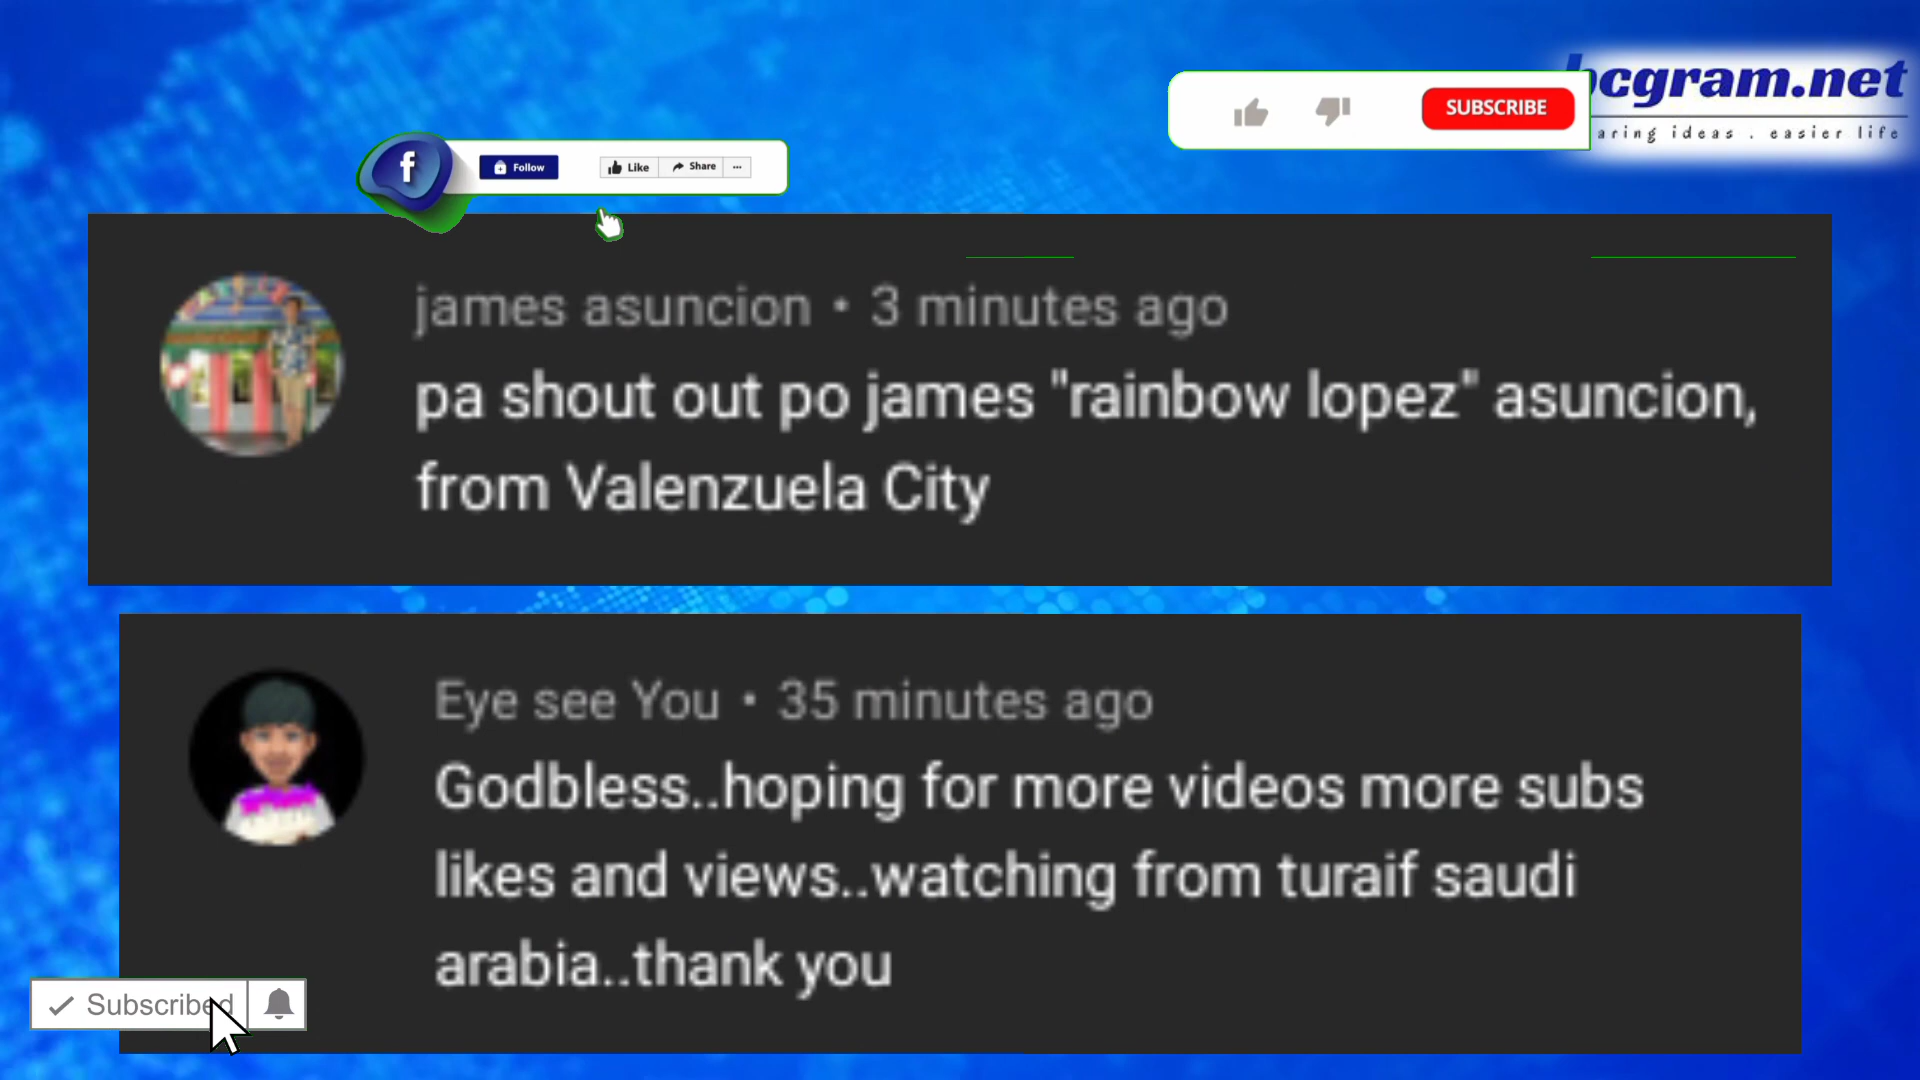 bcgram.net
aring ideas . easier life
SUBSCRIBE
f
Follow
Like
Share
james asuncion • 3 minutes ago
pa shout out po james "rainbow lopez" asuncion,
from Valenzuela City
Eye see You • 35 minutes ago
Godbless..hoping for more videos more subs
likes and views..watching from turaif saudi
arabia..thank you
Subscribed